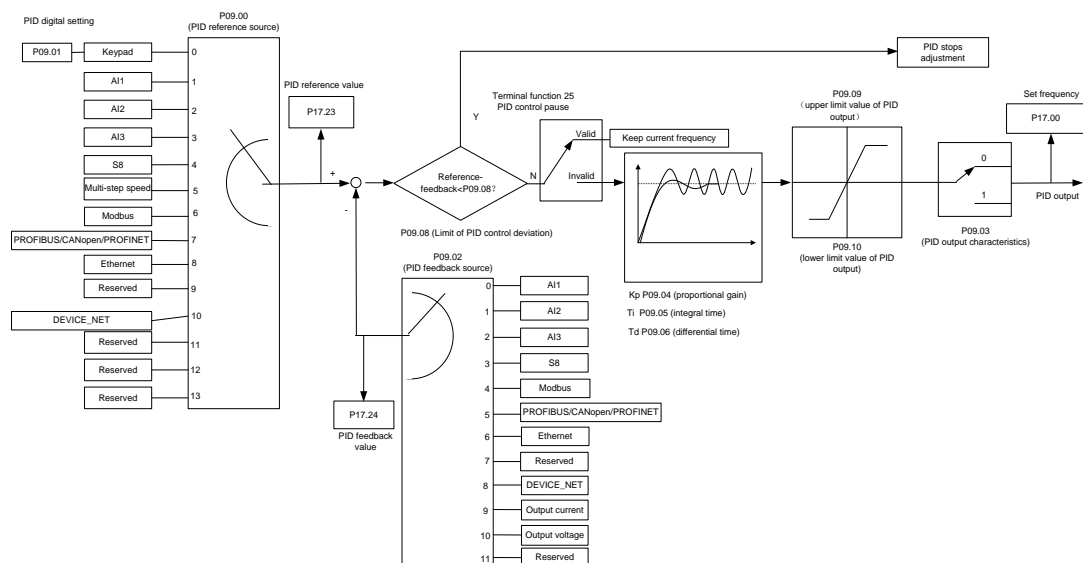 PID digital setting
P09.00
(PID reference source)
P09.01
Keypad
0
AI1
1
AI2
2
AI3
3
S8
4
Multi-step speed
5
Modbus
6
PROFIBUS/CANopen/PROFINET
7
Ethernet
8
Reserved
9
DEVICE_NET
10
Reserved
11
Reserved
12
Reserved
13
PID reference value
P17.23
+
-
Y
Reference-
feedback<P09.08?
N
P09.08 (Limit of PID control deviation)
PID stops
adjustment
Terminal function 25
PID control pause
Valid
Invalid
Keep current frequency
Kp P09.04 (proportional gain)
Ti P09.05 (integral time)
Td P09.06 (differential time)
P09.09
(upper limit value of PID
output)
P09.10
(lower limit value of PID
output)
Set frequency
P17.00
0
1
PID output
P09.03
(PID output characteristics)
P09.02
(PID feedback source)
0
AI1
1
AI2
2
AI3
3
S8
4
Modbus
5
PROFIBUS/CANopen/PROFINET
6
Ethernet
7
Reserved
8
DEVICE_NET
9
Output current
10
Output voltage
11
Reserved
P17.24
PID feedback
value